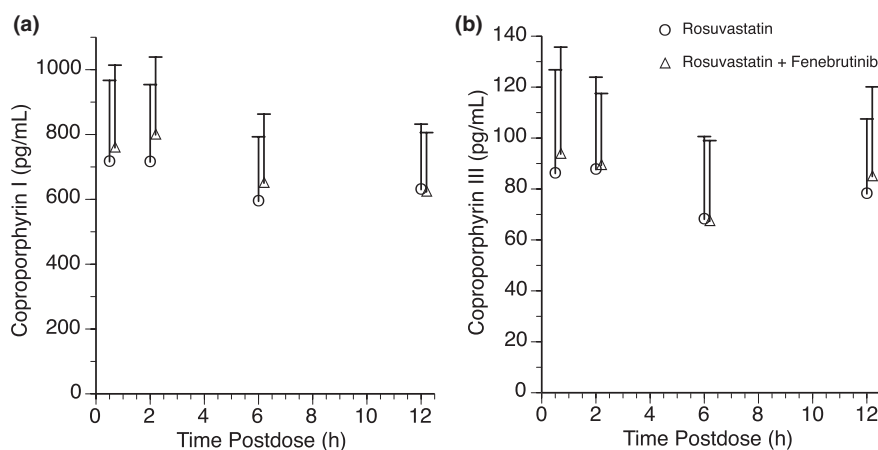 (a)
Coproporphyrin I (pg/mL)
1000
800
600
400
200
0
0 2 4 6 8 10 12
Time Postdose (h)
(b)
Rosuvastatin
Rosuvastatin + Fenebrutinib
Coproporphyrin III (pg/mL)
140
120
100
80
60
40
20
0
0 2 4 6 8 10 12
Time Postdose (h)